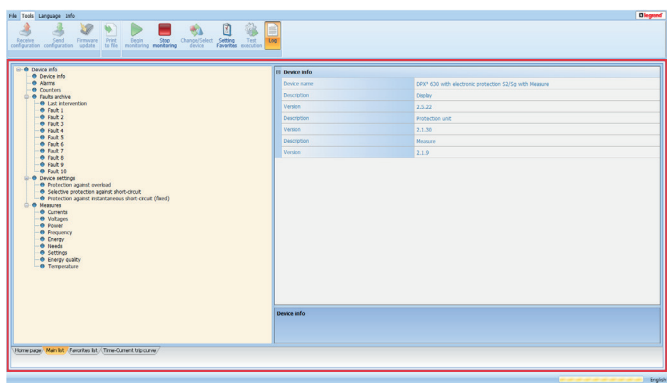 File Tools Language Info
legrand
Receive configuration
Send configuration
Firmware update
Print to file
Begin monitoring
Stop monitoring
Change/Select device
Setting Favorites
Test execution
Log
Device info
Device info
Alarms
Counters
Faults archive
Last intervention
Fault 1
Fault 2
Fault 3
Fault 4
Fault 5
Fault 6
Fault 7
Fault 8
Fault 9
Fault 10
Device settings
Protection against overload
Selective protection against short-circuit
Protection against instantaneous short-circuit (fixed)
Measures
Currents
Voltages
Power
Frequency
Energy
Needs
Settings
Energy quality
Temperature
Device info
Device name DPX³ 630 with electronic protection S2/Sg with Measure
Description Display
Version 2.5.22
Description Protection unit
Version
Description Measure
Version 2.1.9
Device info
Home page Main list Favorites list Time-Current trip curve
English